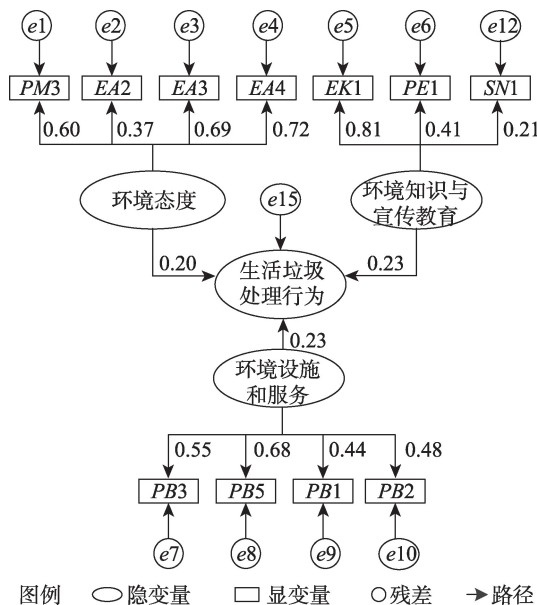 e1 e2 e3 e4 e5 e6 e12
PM3 EA2 EA3 EA4 EK1 PE1 SN1
0.60 0.37 0.69 0.72 0.81 0.41 0.21
环境态度
环境知识与
宣传教育
e15
0.20
生活垃圾
处理行为
0.23
0.23
环境设施
和服务
0.55 0.68 0.44 0.48
PB3 PB5 PB1 PB2
e7 e8 e9 e10
图例 隐变量 显变量 残差 路径